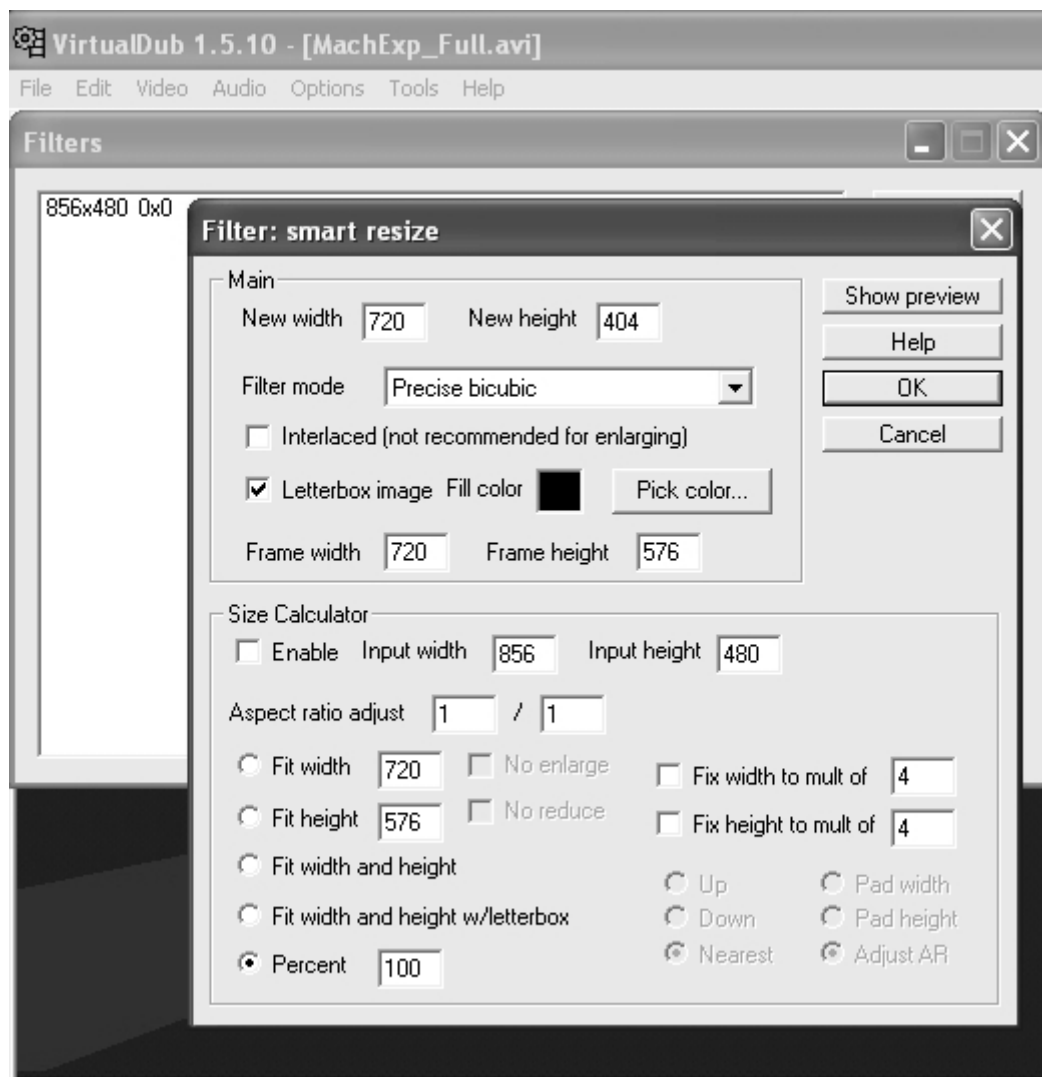 VirtualDub 1.5.10 - [MachExp_Full.avi]
File Edit Video Audio Options Tools Help
Filters
856x480 0x0
Filter: smart resize
Main
New width 720 New height 404
Show preview
Help
Filter mode Precise bicubic
OK
Interlaced (not recommended for enlarging)
Cancel
Letterbox image Fill color Pick color...
Frame width 720 Frame height 576
Size Calculator
Enable Input width 856 Input height 480
Aspect ratio adjust 1 / 1
Fit width 720 No enlarge Fix width to mult of 4
Fit height 576 No reduce Fix height to mult of 4
Fit width and height
Up Pad width
Fit width and height w/letterbox Down Pad height
Percent 100 Nearest Adjust AR